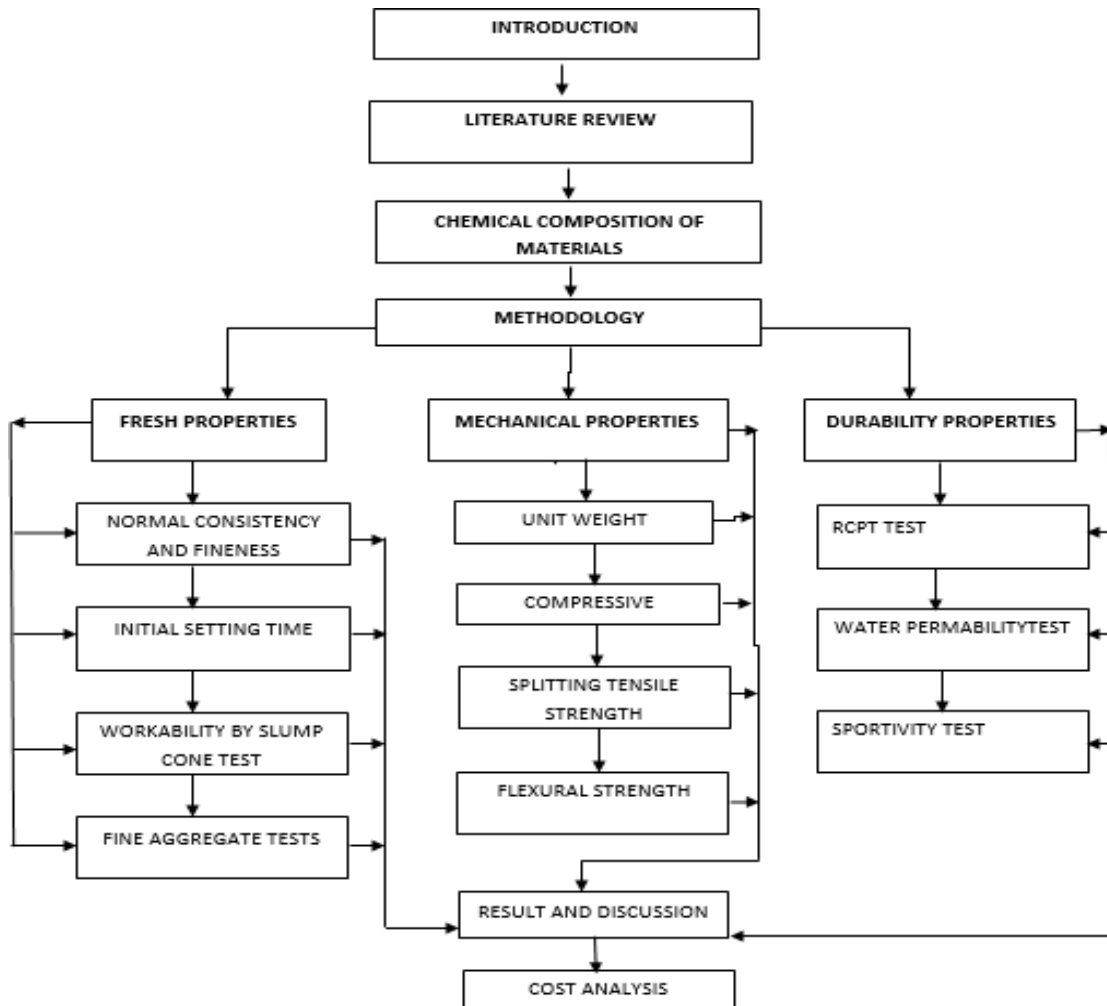 INTRODUCTION
LITERATURE REVIEW
CHEMICAL COMPOSITION OF
MATERIALS
METHODOLOGY
FRESH PROPERTIES
MECHANICAL PROPERTIES
DURABILITY PROPERTIES
NORMAL CONSISTENCY
AND FINENESS
INITIAL SETTING TIME
WORKABILITY BY SLUMP
CONE TEST
FINE AGGREGATE TESTS
UNIT WEIGHT
COMPRESSIVE
SPLITTING TENSILE
STRENGTH
FLEXURAL STRENGTH
RCPT TEST
WATER PERMABILITYTEST
SPORTIVITY TEST
RESULT AND DISCUSSION
COST ANALYSIS